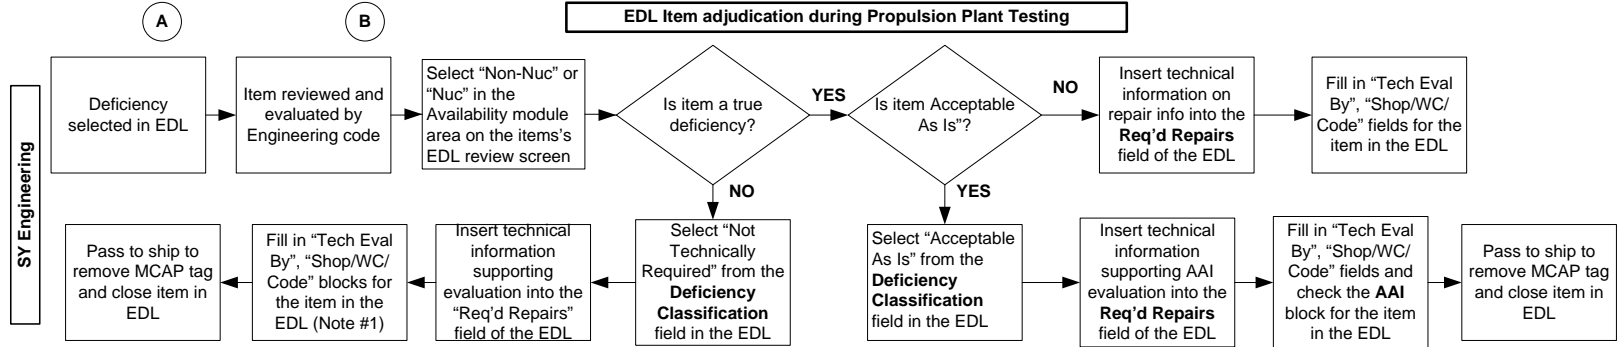 EDL Item adjudication during Propulsion Plant Testing
A
B
SY Engineering
Deficiency
selected in EDL
Item reviewed and
evaluated by
Engineering code
Select “Non-Nuc” or
“Nuc” in the
Availability module
area on the items's
EDL review screen
Is item a true
deficiency?
YES
Is item Acceptable
As Is”?
NO
Insert technical
information on
repair info into the
Req’d Repairs
field of the EDL
Fill in “Tech Eval
By”, “Shop/WC/
Code” fields for the
item in the EDL
NO
YES
Pass to ship to
remove MCAP tag
and close item in
EDL
Fill in “Tech Eval
By”, “Shop/WC/
Code” blocks for
the item in the
EDL (Note #1)
Insert technical
information
supporting
evaluation into the
“Req’d Repairs”
field of the EDL
Select “Not
Technically
Required” from the
Deficiency
Classification
field in the EDL
Select “Acceptable
As Is” from the
Deficiency
Classification
field in the EDL
Insert technical
information
supporting AAI
evaluation into the
Req’d Repairs
field of the EDL
Fill in “Tech Eval
By”, “Shop/WC/
Code” fields and
check the AAI
block for the item
in the EDL
Pass to ship to
remove MCAP tag
and close item in
EDL